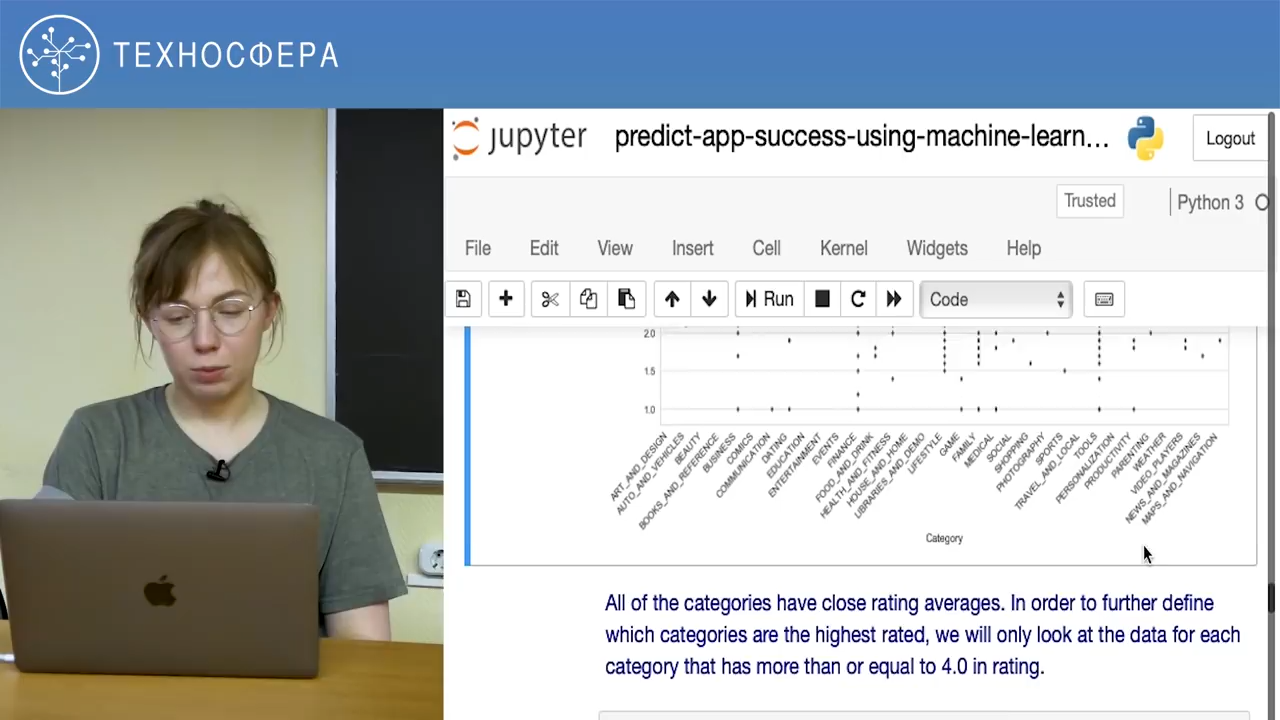 ТЕХНОСФЕРА
jupyter predict-app-success-using-machine-learn... Logout
Trusted Python 3
File Edit View Insert Cell Kernel Widgets Help
Run Code
2.0
1.5
1.0
ART_AND_DESIGN
AUTO_AND_VEHICLES
BEAUTY
BOOKS_AND_REFERENCE
BUSINESS
COMICS
COMMUNICATION
DATING
EDUCATION
ENTERTAINMENT
EVENTS
FINANCE
FOOD_AND_DRINK
HEALTH_AND_FITNESS
HOUSE_AND_HOME
LIBRARIES_AND_DEMO
LIFESTYLE
GAME
FAMILY
MEDICAL
SOCIAL
SHOPPING
PHOTOGRAPHY
SPORTS
TRAVEL_AND_LOCAL
TOOLS
PERSONALIZATION
PRODUCTIVITY
PARENTING
WEATHER
VIDEO_PLAYERS
NEWS_AND_MAGAZINES
MAPS_AND_NAVIGATION
Category
All of the categories have close rating averages. In order to further define
which categories are the highest rated, we will only look at the data for each
category that has more than or equal to 4.0 in rating.